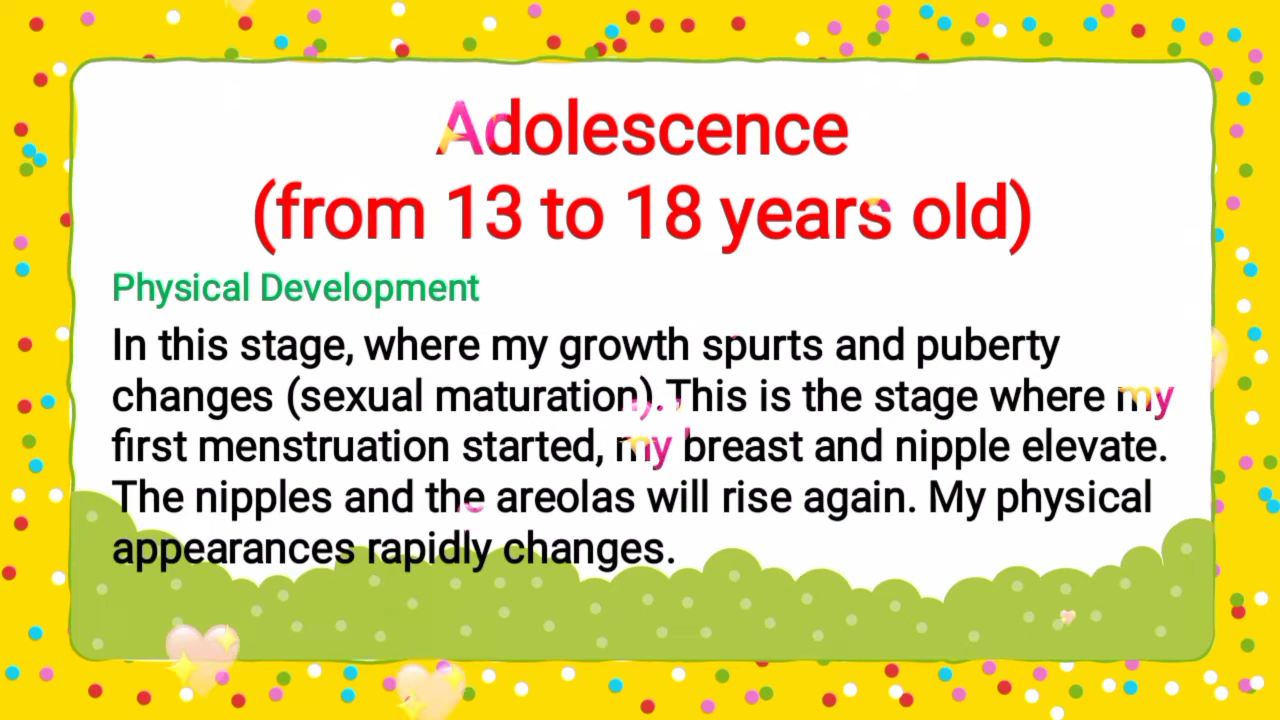 Adolescence
(from 13 to 18 years old)
Physical Development
In this stage, where my growth spurts and puberty
changes (sexual maturation).This is the stage where my
first menstruation started, my breast and nipple elevate.
The nipples and the areolas will rise again. My physical
appearances rapidly changes.